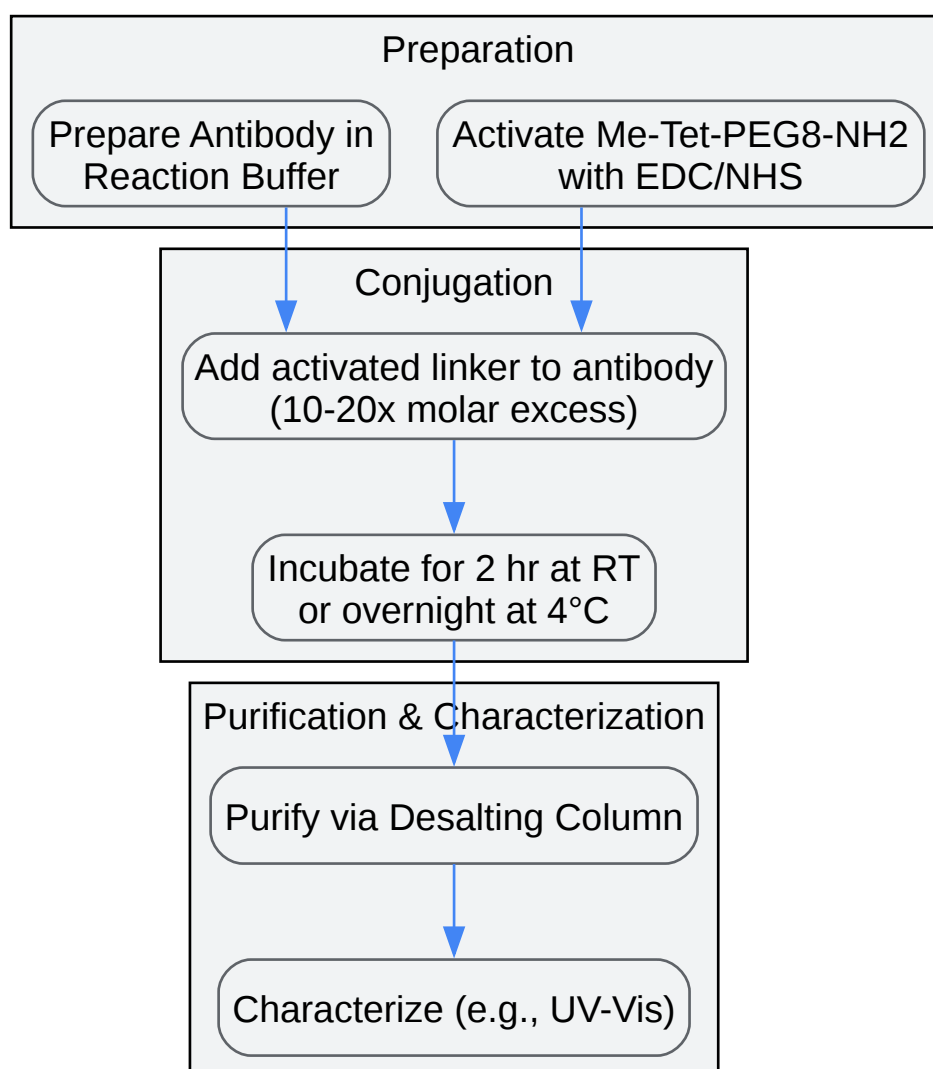 Preparation
Prepare Antibody in
Reaction Buffer
Activate Me-Tet-PEG8-NH2
with EDC/NHS
Conjugation
Add activated linker to antibody
(10-20x molar excess)
Incubate for 2 hr at RT
or overnight at 4°C
Purification & Characterization
Purify via Desalting Column
Characterize (e.g., UV-Vis)